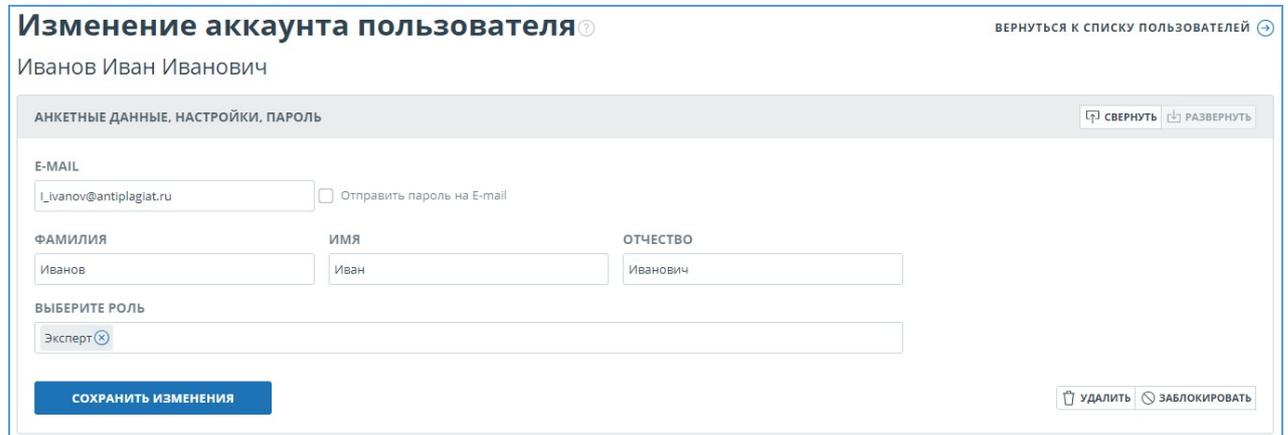 Изменение аккаунта пользователя ?
ВЕРНУТЬСЯ К СПИСКУ ПОЛЬЗОВАТЕЛЕЙ
Иванов Иван Иванович
АНКЕТНЫЕ ДАННЫЕ, НАСТРОЙКИ, ПАРОЛЬ
СВЕРНУТЬ РАЗВЕРНУТЬ
E-MAIL
I_ivanov@antiplagiat.ru Отправить пароль на E-mail
ФАМИЛИЯ ИМЯ ОТЧЕСТВО
Иванов Иван Иванович
ВЫБЕРИТЕ РОЛЬ
Эксперт
СОХРАНИТЬ ИЗМЕНЕНИЯ УДАЛИТЬ ЗАБЛОКИРОВАТЬ